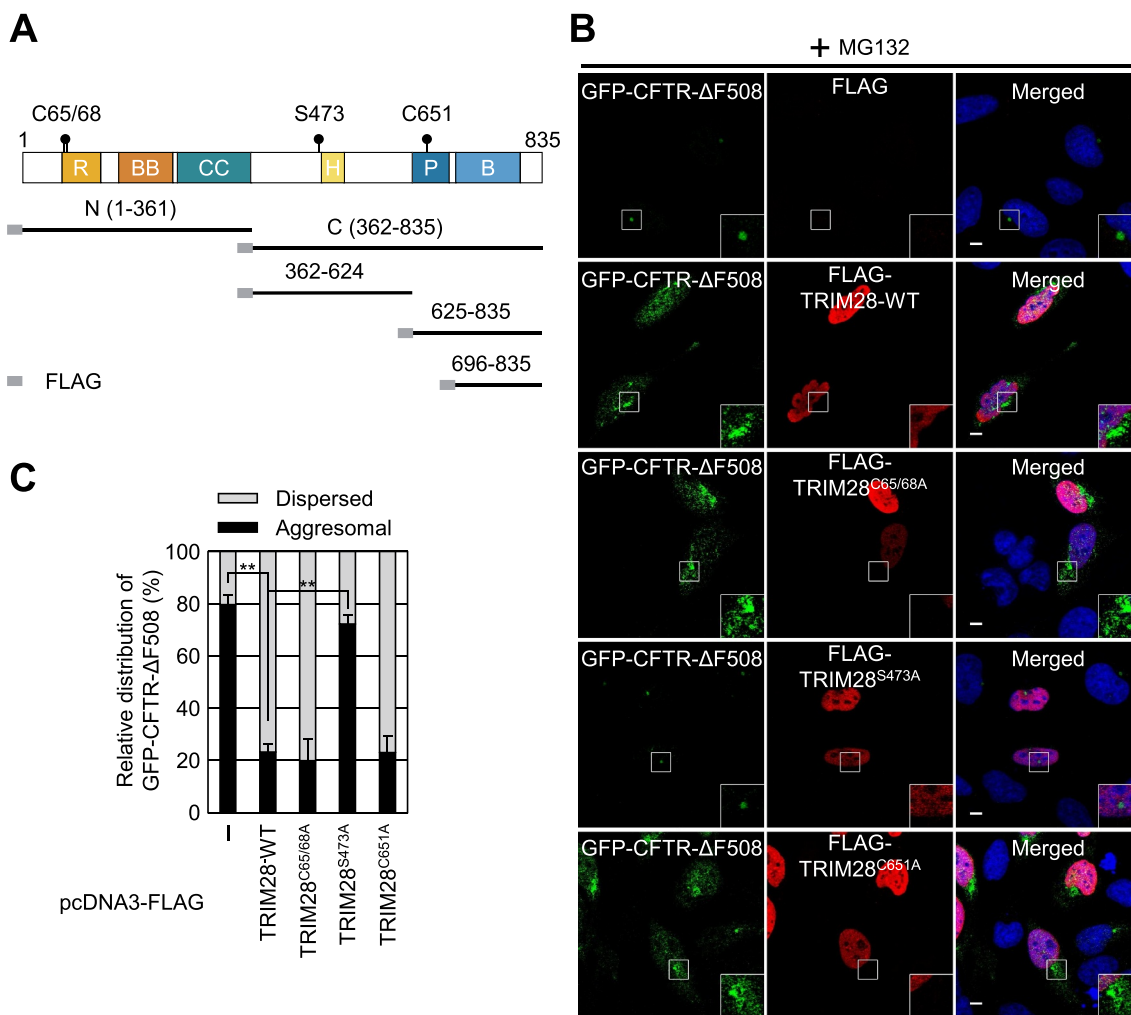 A
C65/68
S473
C651
1
835
R
BB
CC
H
P
B
N (1-361)
C (362-835)
362-624
625-835
696-835
FLAG
B
+ MG132
GFP-CFTR-ΔF508
FLAG
Merged
GFP-CFTR-ΔF508
FLAG-
TRIM28-WT
Merged
GFP-CFTR-ΔF508
FLAG-
TRIM28C65/68A
Merged
GFP-CFTR-ΔF508
FLAG-
TRIM28S473A
Merged
GFP-CFTR-ΔF508
FLAG-
TRIM28C651A
Merged
C
Dispersed
Aggresomal
Relative distribution of
GFP-CFTR-ΔF508 (%)
100
80
60
40
20
0
**
**
pcDNA3-FLAG
-
TRIM28-WT
TRIM28C65/68A
TRIM28S473A
TRIM28C651A